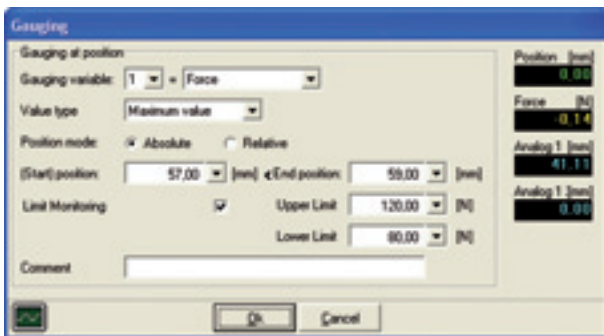 Gauging
Gauging at position
Gauging variable: 1 = Force
Value type Maximum value
Position mode: Absolute Relative
(Start) position: 57,00 [mm] <End position: 59,00 [mm]
Limit Monitoring Upper Limit 120,00 [N]
Lower Limit 80,00 [N]
Comment
Ok Cancel
Position [mm]
0.00
Force [N]
-0.14
Analog 1 [mm]
41.11
Analog 1 [mm]
0.00